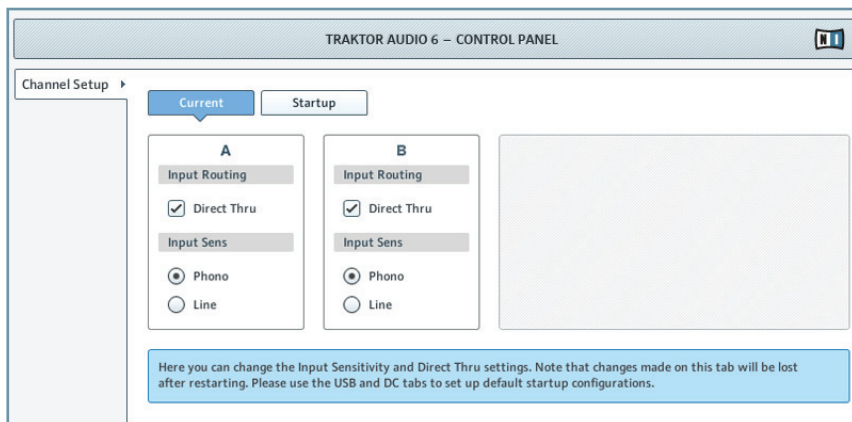 TRAKTOR AUDIO 6 – CONTROL PANEL
NI
Channel Setup
Current
Startup
A
Input Routing
Direct Thru
Input Sens
Phono
Line
B
Input Routing
Direct Thru
Input Sens
Phono
Line
Here you can change the Input Sensitivity and Direct Thru settings. Note that changes made on this tab will be lost
after restarting. Please use the USB and DC tabs to set up default startup configurations.